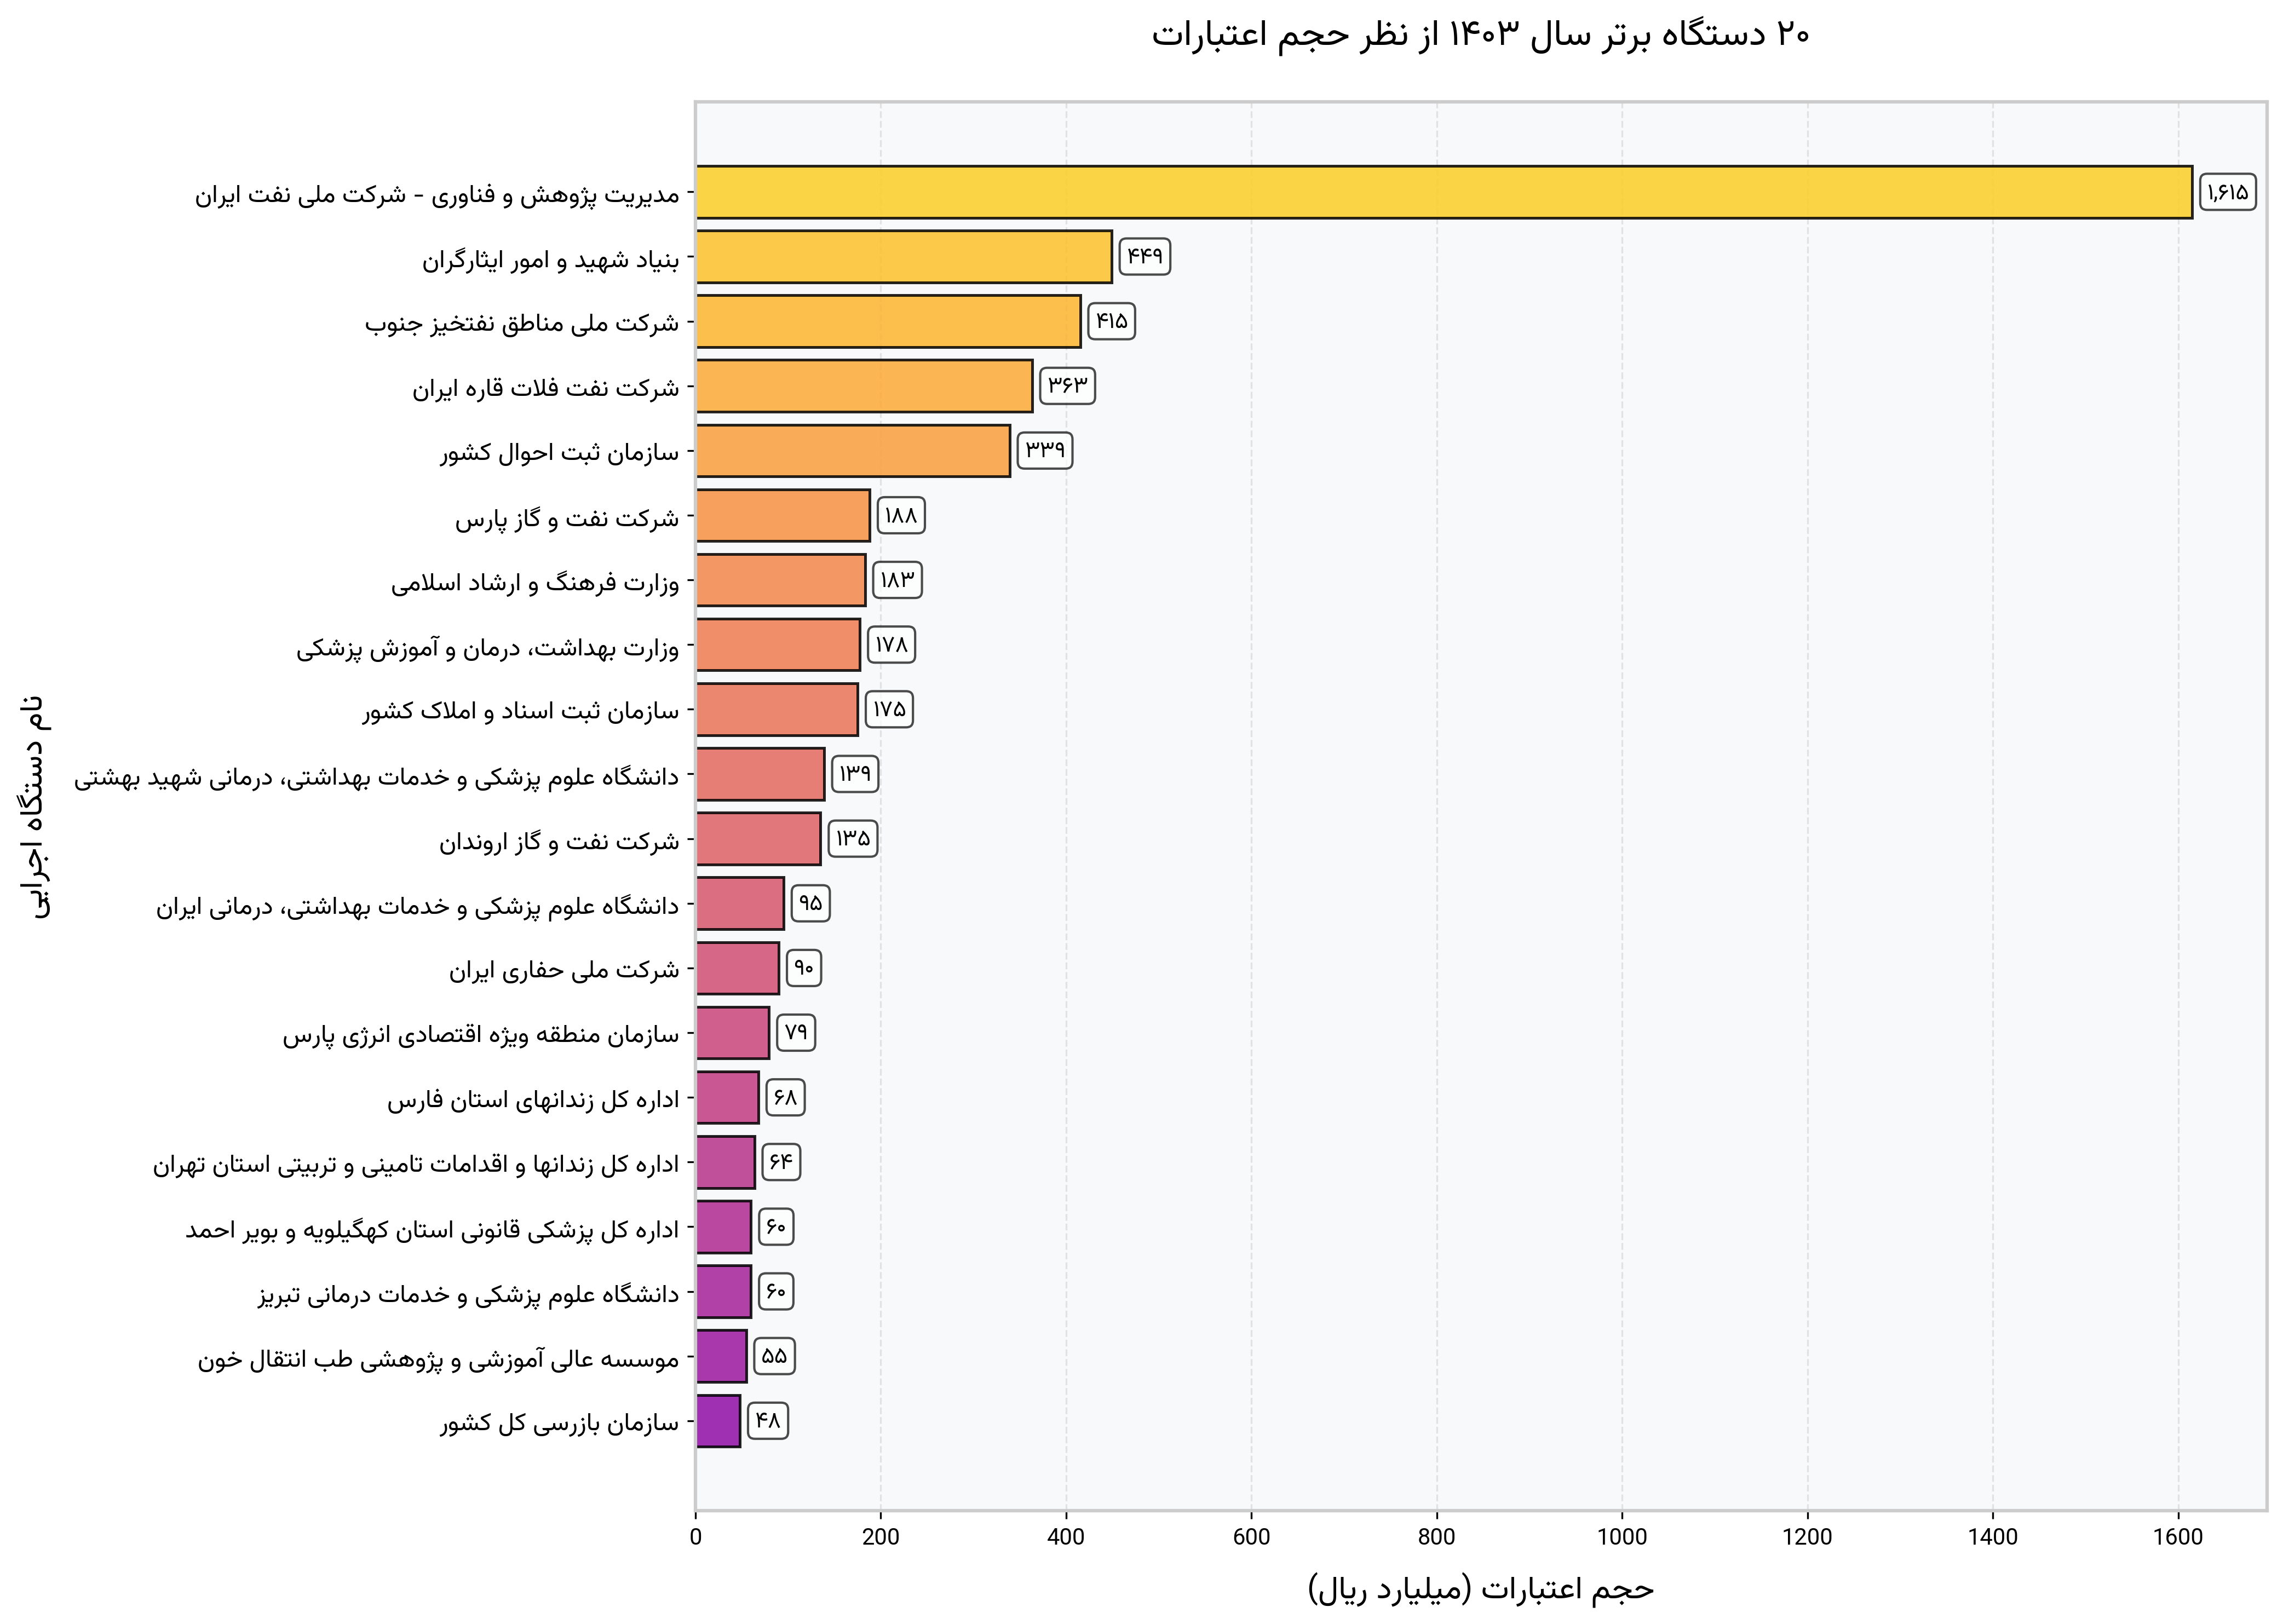 ۲۰ دستگاه برتر سال ۱۴۰۳ از نظر حجم اعتبارات
نام دستگاه اجرایی
مدیریت پژوهش و فناوری - شرکت ملی نفت ایران
۱,۶۱۵
بنیاد شهید و امور ایثارگران
۴۴۹
شرکت ملی مناطق نفتخیز جنوب
۴۱۵
شرکت نفت فلات قاره ایران
۳۶۳
سازمان ثبت احوال کشور
۳۳۹
شرکت نفت و گاز پارس
۱۸۸
وزارت فرهنگ و ارشاد اسلامی
۱۸۳
وزارت بهداشت، درمان و آموزش پزشکی
۱۷۸
سازمان ثبت اسناد و املاک کشور
۱۷۵
دانشگاه علوم پزشکی و خدمات بهداشتی، درمانی شهید بهشتی
۱۳۹
شرکت نفت و گاز اروندان
۱۳۵
دانشگاه علوم پزشکی و خدمات بهداشتی، درمانی ایران
۹۵
شرکت ملی حفاری ایران
۹۰
سازمان منطقه ویژه اقتصادی انرژی پارس
۷۹
اداره کل زندانهای استان فارس
۶۸
اداره کل زندانها و اقدامات تامینی و تربیتی استان تهران
۶۴
اداره کل پزشکی قانونی استان کهگیلویه و بویر احمد
۶۰
دانشگاه علوم پزشکی و خدمات درمانی تبریز
۶۰
موسسه عالی آموزشی و پژوهشی طب انتقال خون
۵۵
سازمان بازرسی کل کشور
۴۸
0 200 400 600 800 1000 1200 1400 1600
حجم اعتبارات (میلیارد ریال)